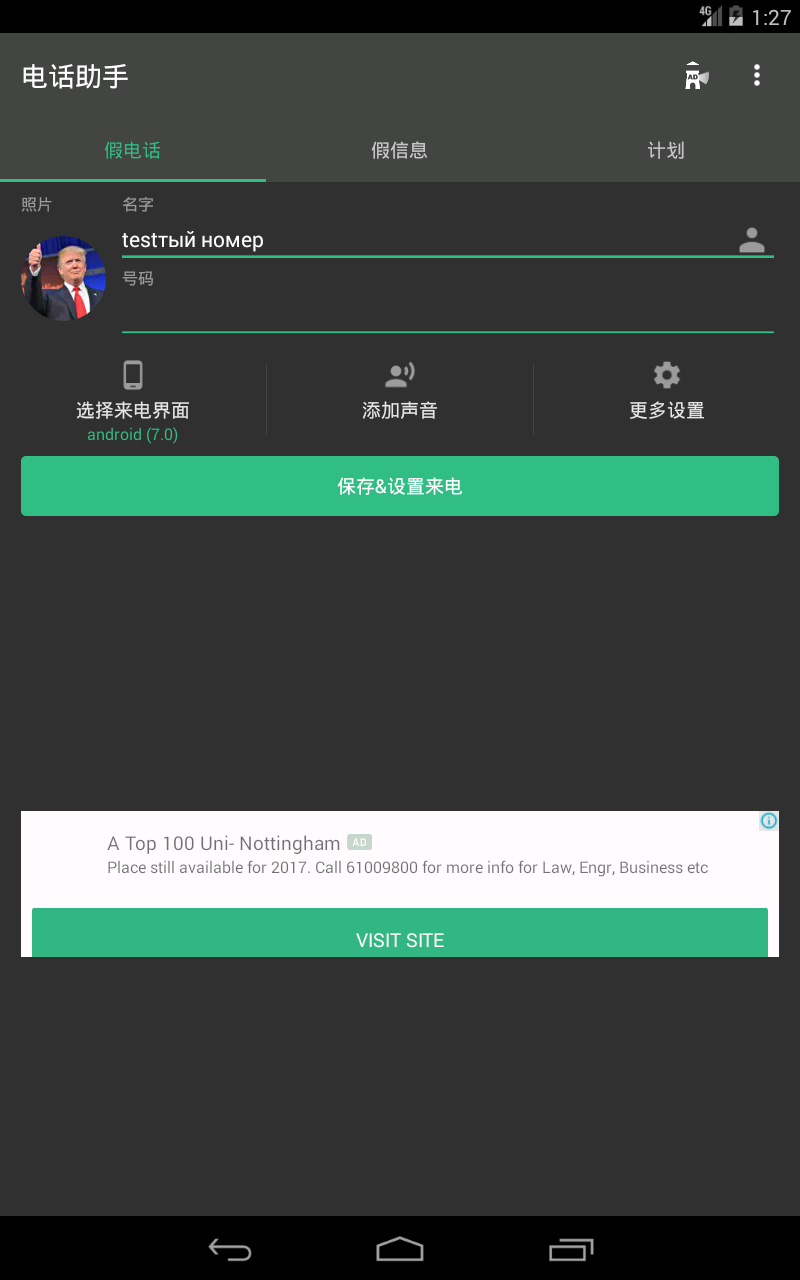 4G 1:27
电话助手
AD
假电话 假信息 计划
照片 名字
testтый номер
号码
选择来电界面 添加声音 更多设置
android (7.0)
保存&设置来电
A Top 100 Uni- Nottingham AD
Place still available for 2017. Call 61009800 for more info for Law, Engr, Business etc
VISIT SITE